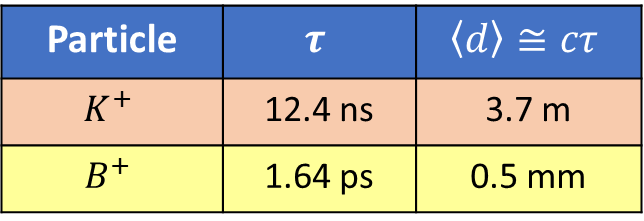 Particle τ ⟨d⟩ ≅ cτ
K⁺ 12.4 ns 3.7 m
B⁺ 1.64 ps 0.5 mm